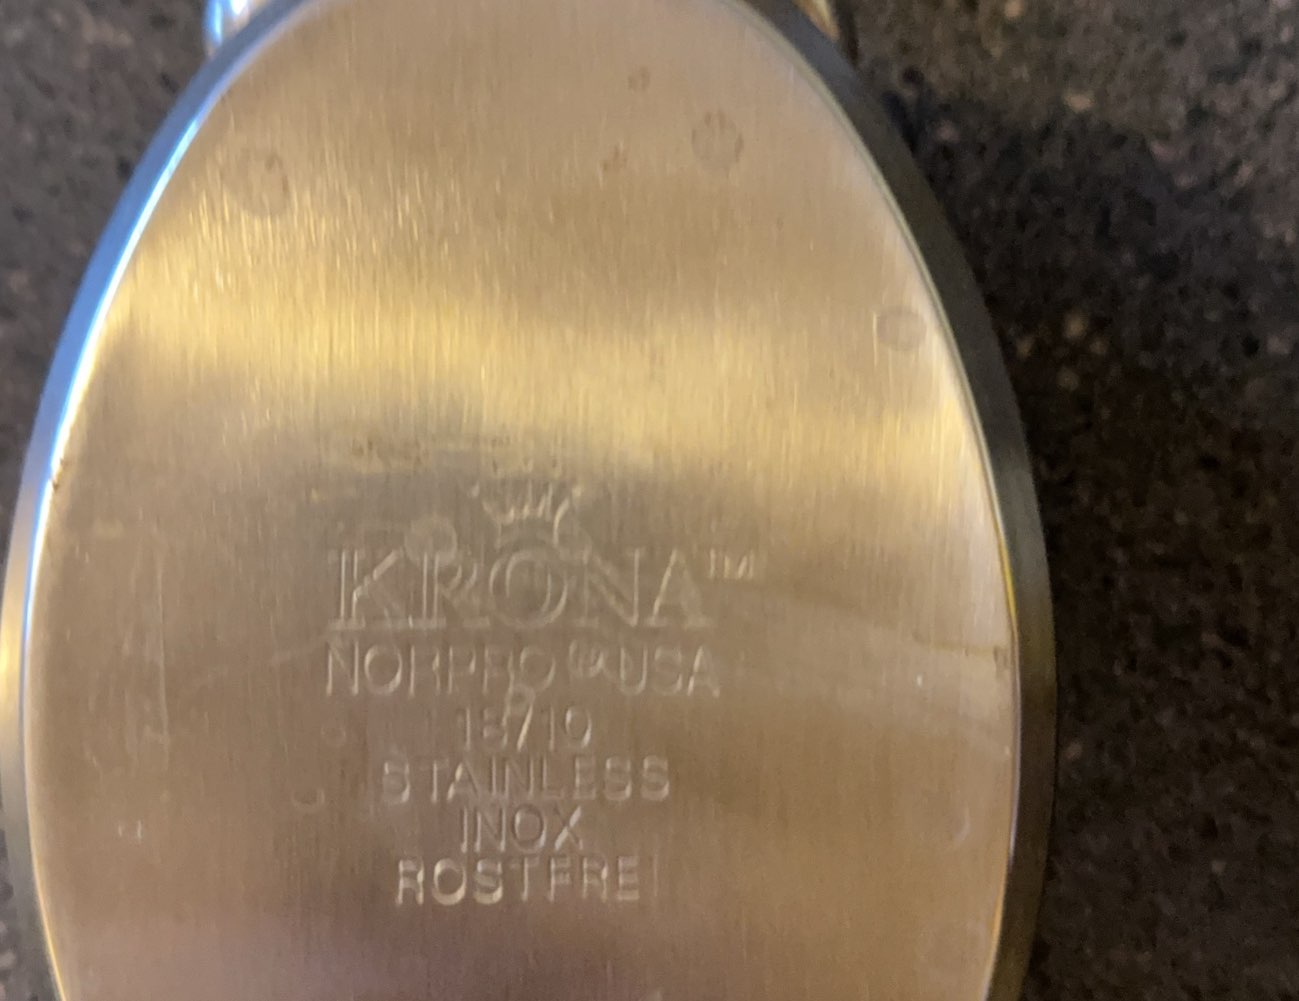 KRONA™
NORPRO ® USA
18/10
STAINLESS
INOX
ROSTFREI